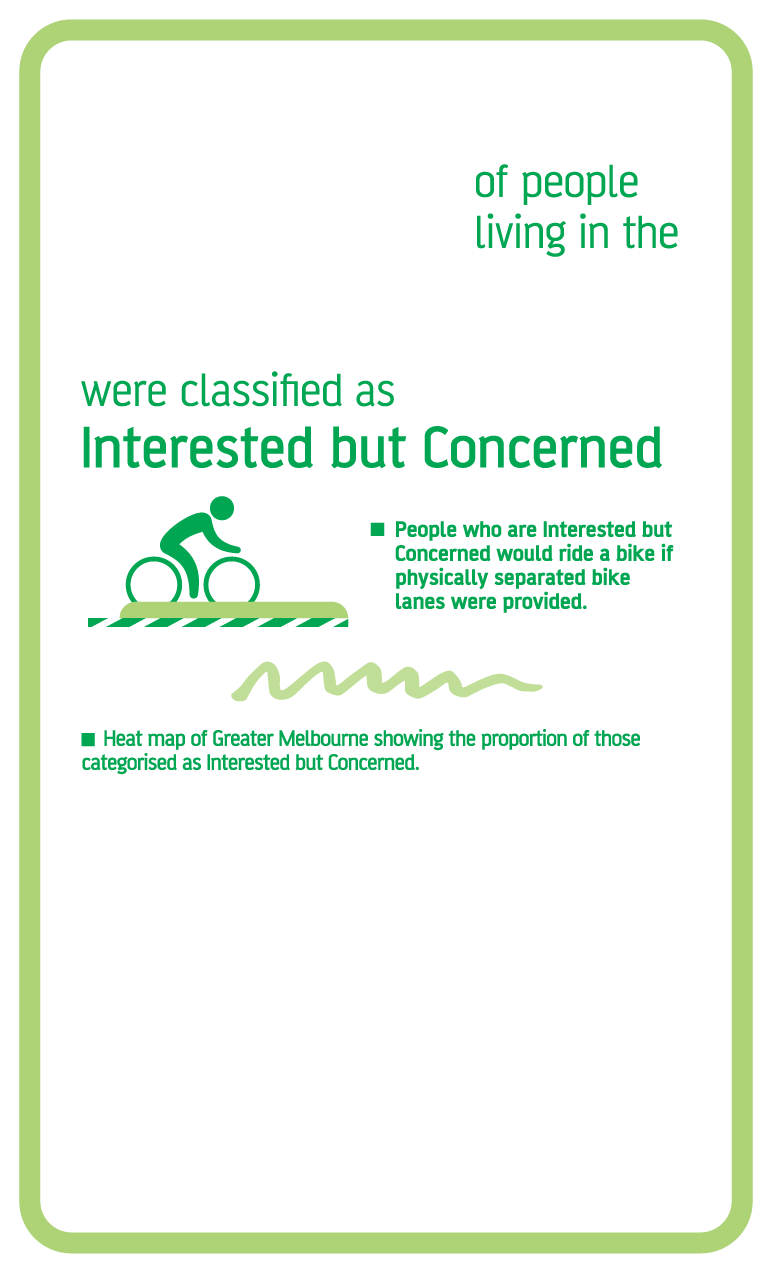 of people
living in the
were classified as
Interested but Concerned
People who are Interested but
Concerned would ride a bike if
physically separated bike
lanes were provided.
Heat map of Greater Melbourne showing the proportion of those
categorised as Interested but Concerned.